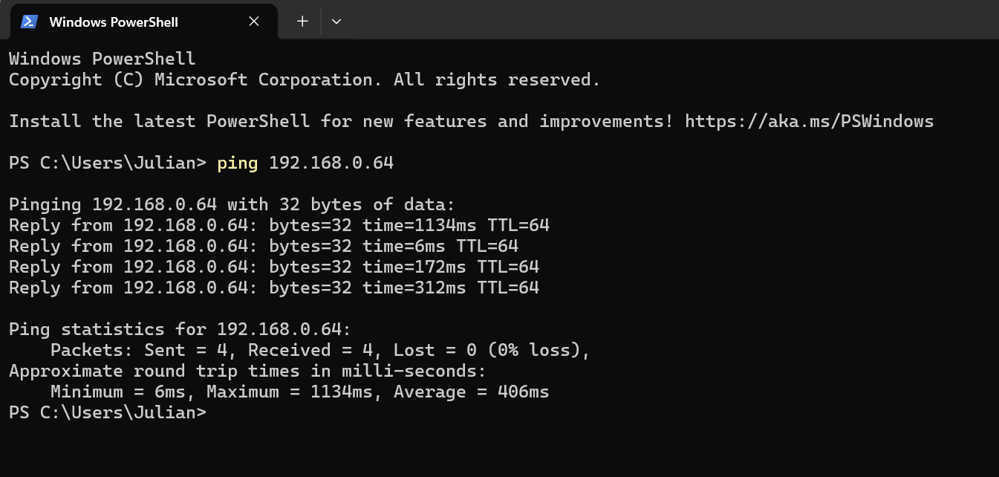 Windows PowerShell
Windows PowerShell
Copyright (C) Microsoft Corporation. All rights reserved.
Install the latest PowerShell for new features and improvements! https://aka.ms/PSWindows
PS C:\Users\Julian> ping 192.168.0.64
Pinging 192.168.0.64 with 32 bytes of data:
Reply from 192.168.0.64: bytes=32 time=1134ms TTL=64
Reply from 192.168.0.64: bytes=32 time=6ms TTL=64
Reply from 192.168.0.64: bytes=32 time=172ms TTL=64
Reply from 192.168.0.64: bytes=32 time=312ms TTL=64
Ping statistics for 192.168.0.64:
    Packets: Sent = 4, Received = 4, Lost = 0 (0% loss),
Approximate round trip times in milli-seconds:
    Minimum = 6ms, Maximum = 1134ms, Average = 406ms
PS C:\Users\Julian>